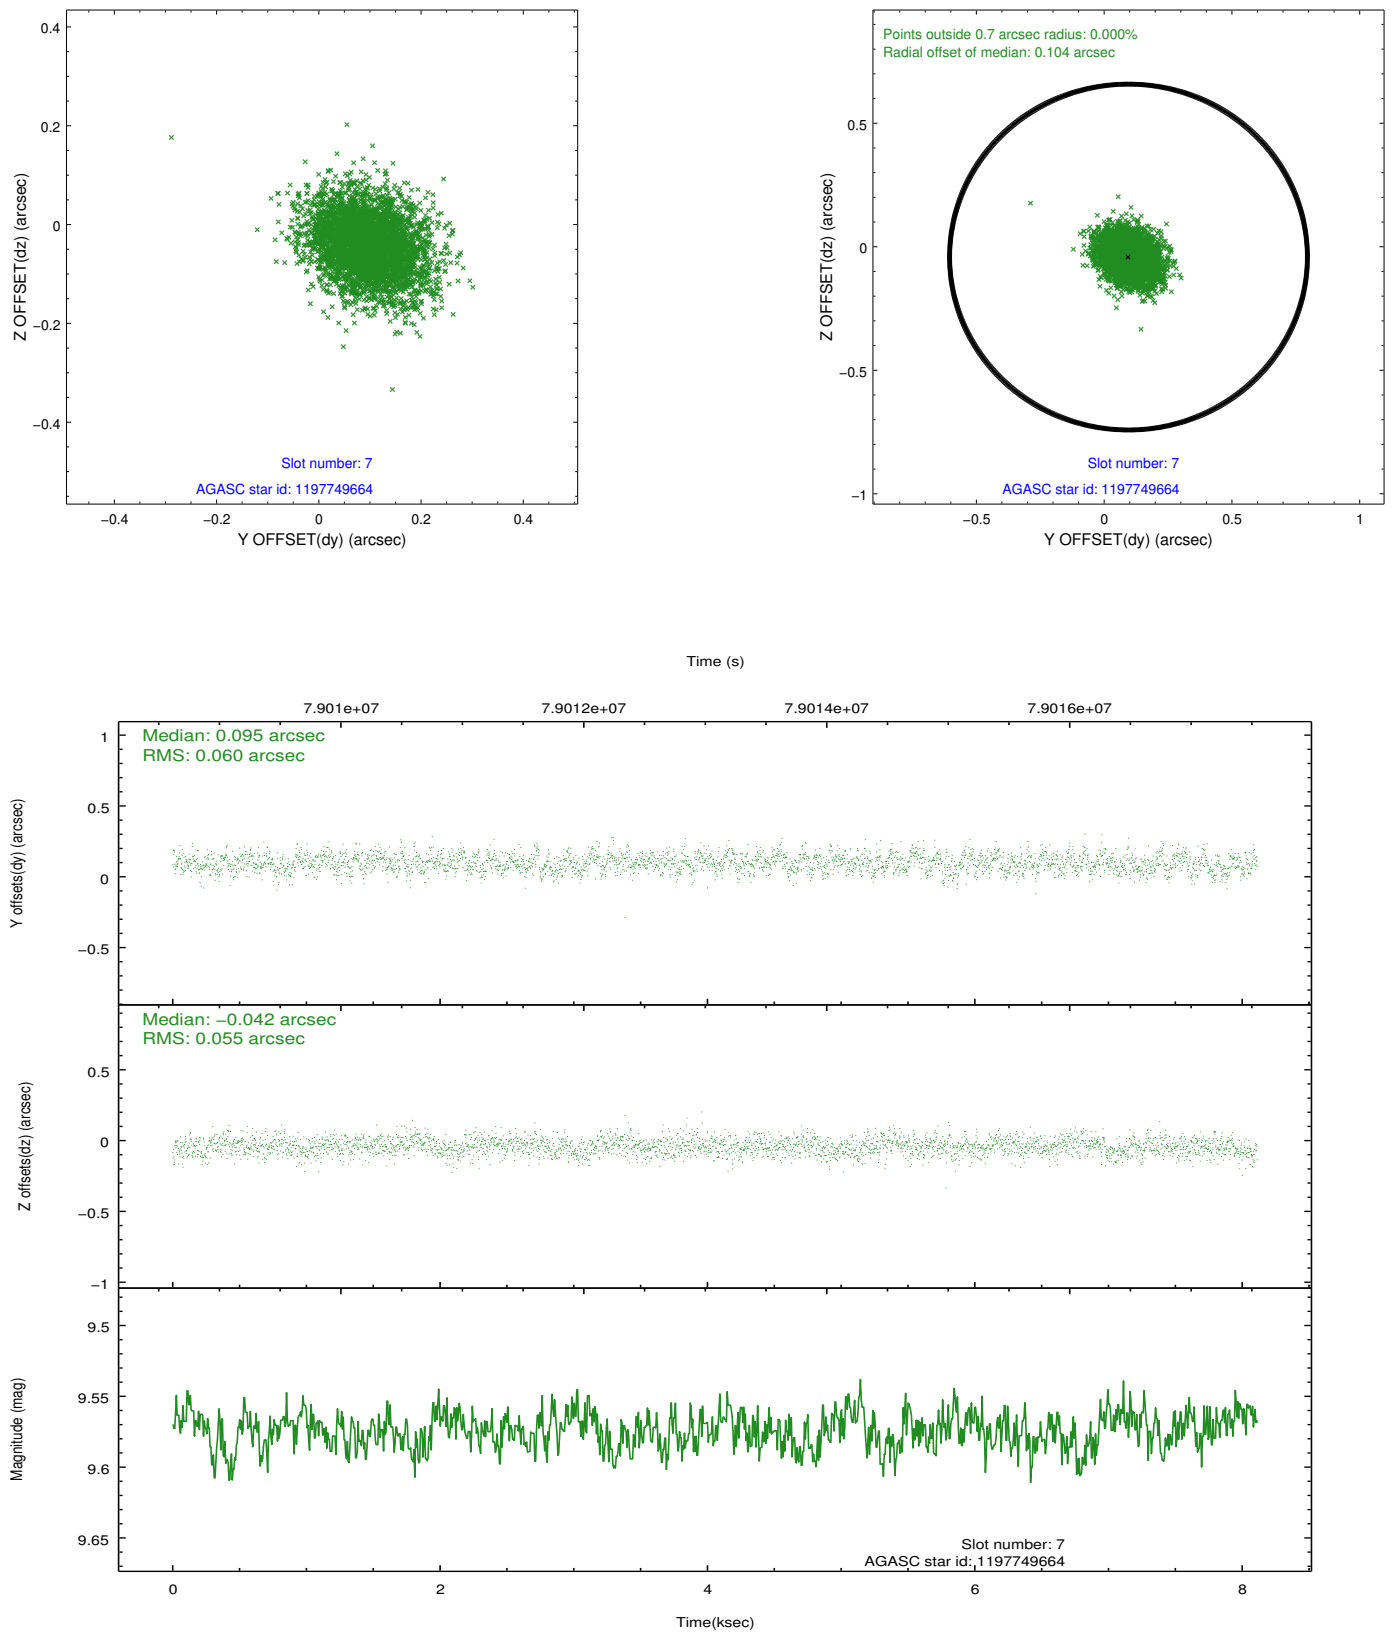 0.4
0.2
0
−0.2
−0.4
Z OFFSET(dz) (arcsec)
Slot number: 7
AGASC star id: 1197749664
−0.4 −0.2 0 0.2 0.4
Y OFFSET(dy) (arcsec)
Points outside 0.7 arcsec radius: 0.000%
Radial offset of median: 0.104 arcsec
0.5
0
−0.5
−1
Z OFFSET(dz) (arcsec)
Slot number: 7
AGASC star id: 1197749664
−0.5 0 0.5 1
Y OFFSET(dy) (arcsec)
Time (s)
7.901e+07 7.9012e+07 7.9014e+07 7.9016e+07
Median: 0.095 arcsec
RMS: 0.060 arcsec
1
0.5
0
−0.5
Y offsets(dy) (arcsec)
Median: −0.042 arcsec
RMS: 0.055 arcsec
0.5
0
−0.5
−1
Z offsets(dz) (arcsec)
9.5
9.55
9.6
9.65
Magnitude (mag)
Slot number: 7
AGASC star id: 1197749664
0 2 4 6 8
Time(ksec)